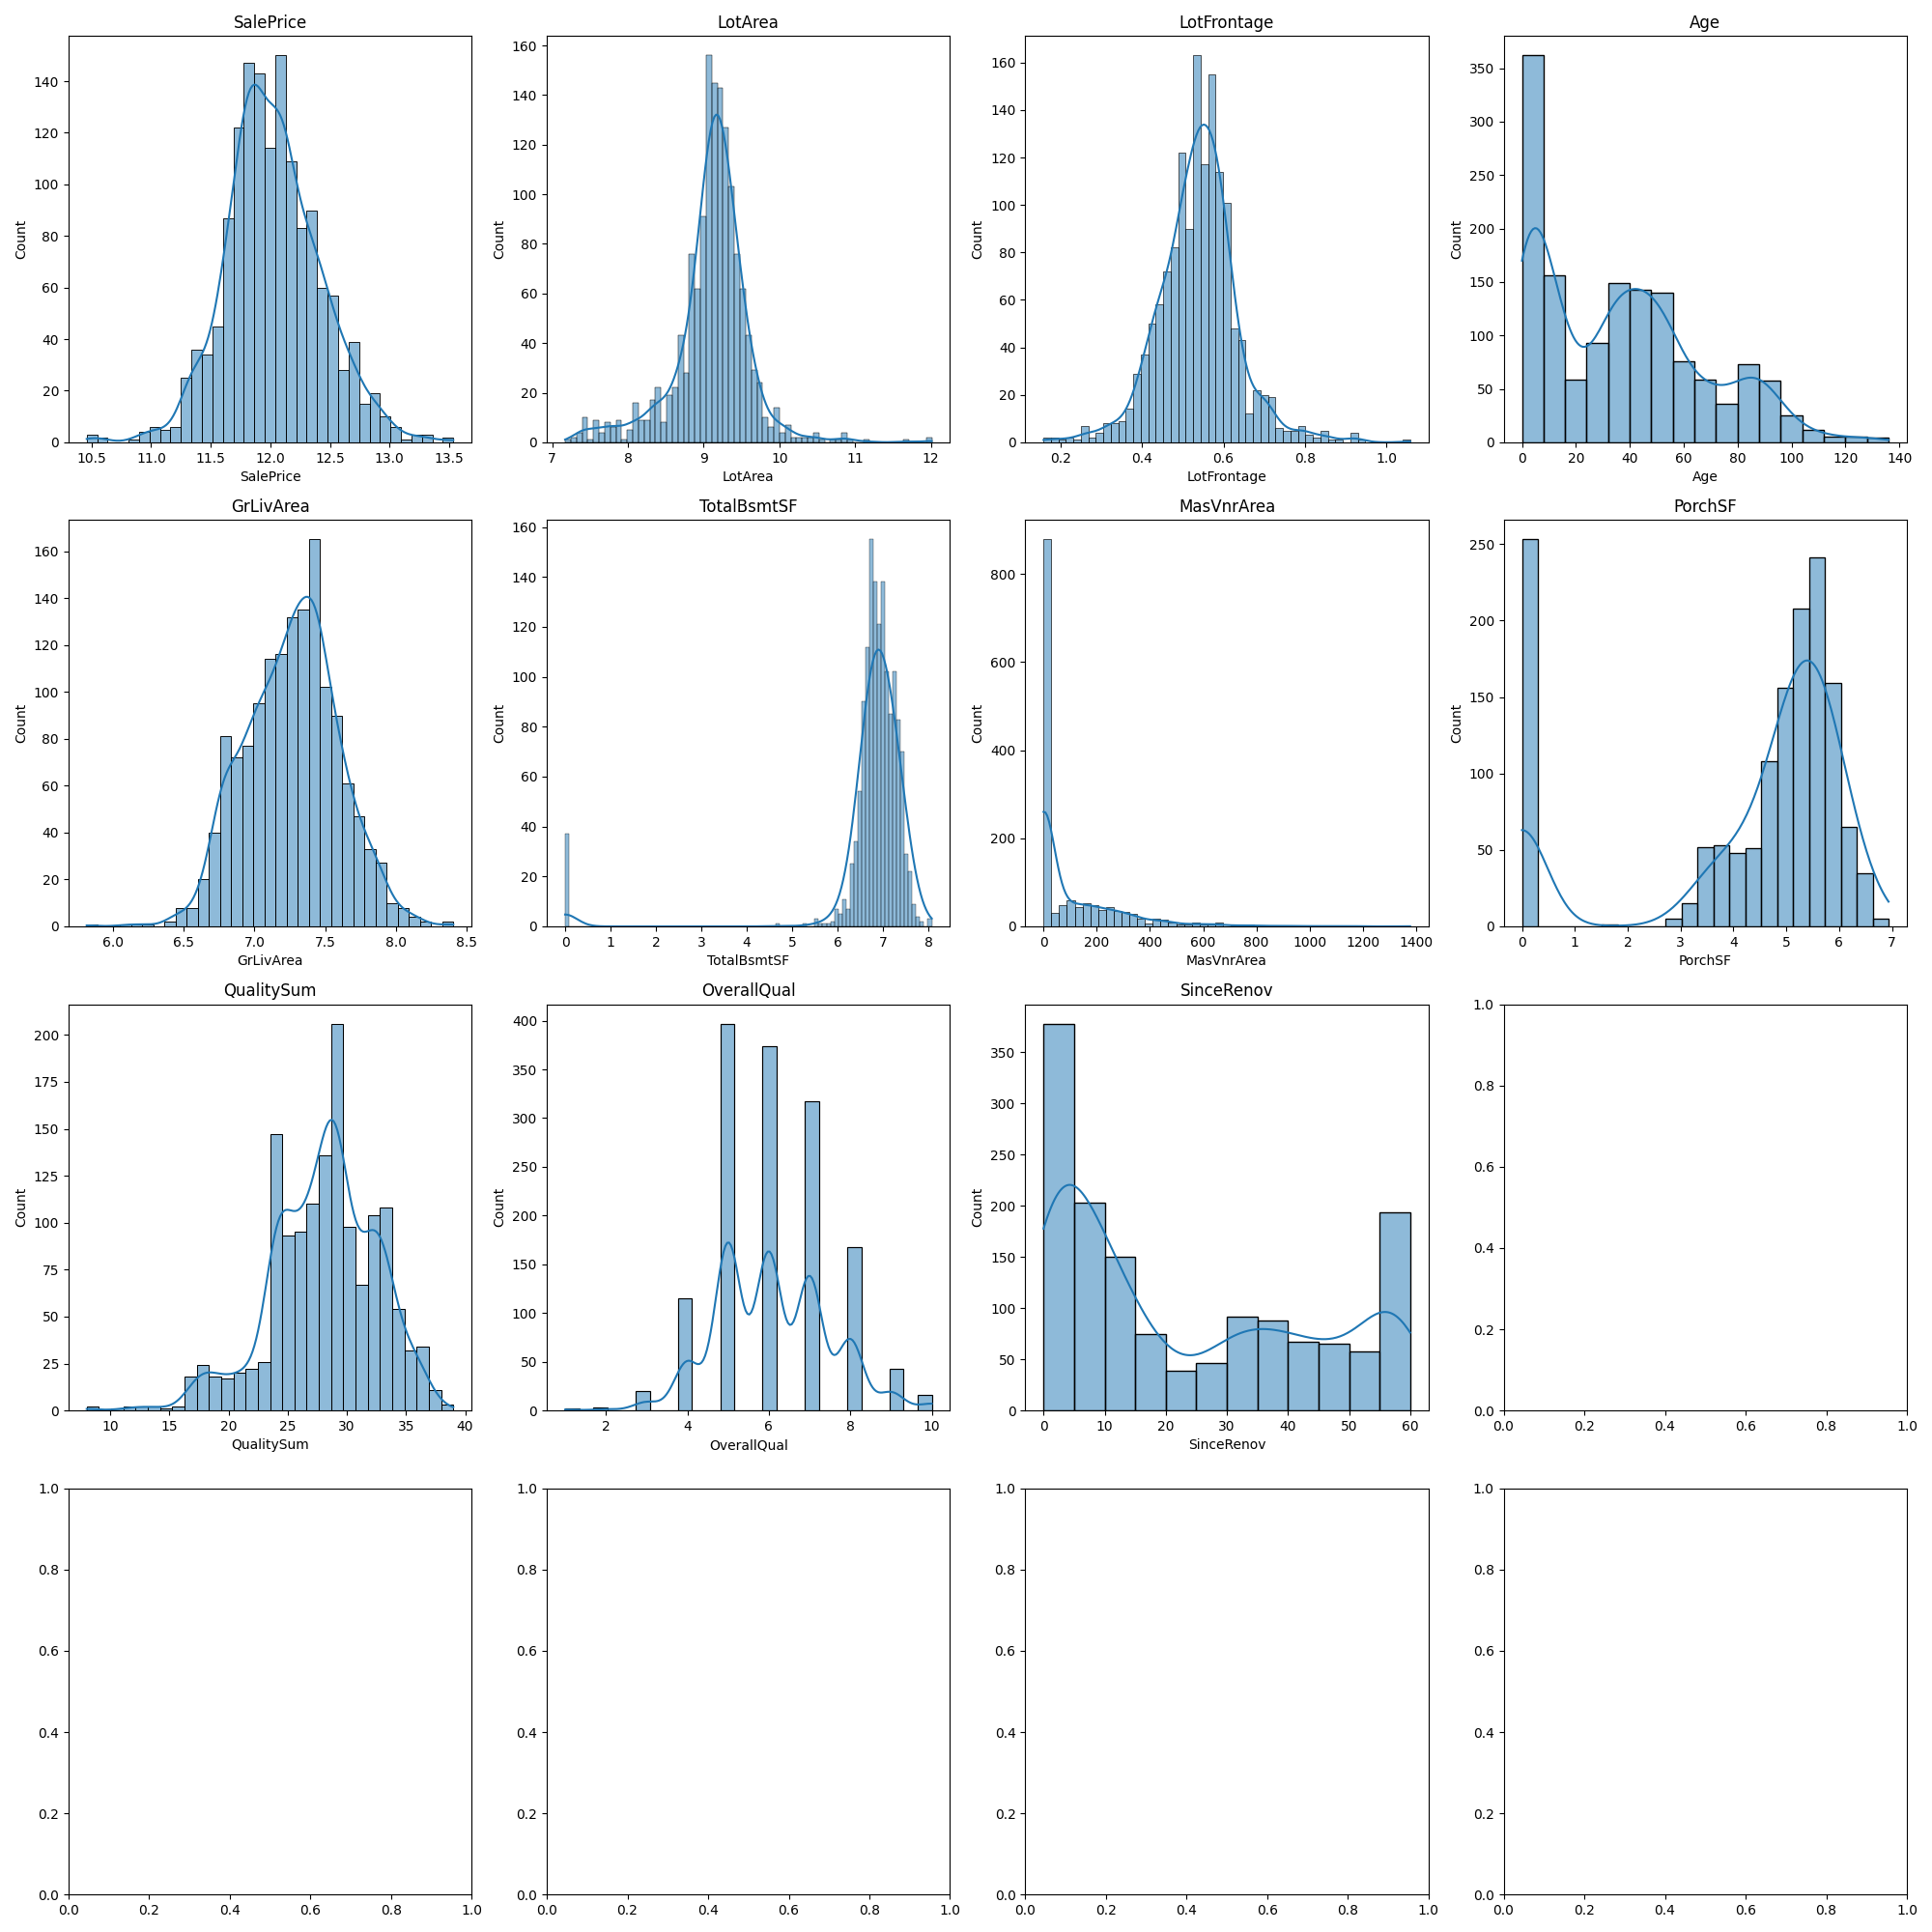 SalePrice LotArea LotFrontage Age
140 120 100 80 60 40 20 0
Count
10.5 11.0 11.5 12.0 12.5 13.0 13.5
SalePrice
160 140 120 100 80 60 40 20 0
Count
7 8 9 10 11 12
LotArea
160 140 120 100 80 60 40 20 0
Count
0.2 0.4 0.6 0.8 1.0
LotFrontage
350 300 250 200 150 100 50 0
Count
0 20 40 60 80 100 120 140
Age
GrLivArea TotalBsmtSF MasVnrArea PorchSF
160 140 120 100 80 60 40 20 0
Count
6.0 6.5 7.0 7.5 8.0 8.5
GrLivArea
160 140 120 100 80 60 40 20 0
Count
0 1 2 3 4 5 6 7 8
TotalBsmtSF
800 600 400 200 0
Count
0 200 400 600 800 1000 1200 1400
MasVnrArea
250 200 150 100 50 0
Count
0 1 2 3 4 5 6 7
PorchSF
QualitySum OverallQual SinceRenov
200 175 150 125 100 75 50 25 0
Count
10 15 20 25 30 35 40
QualitySum
400 350 300 250 200 150 100 50 0
Count
2 4 6 8 10
OverallQual
350 300 250 200 150 100 50 0
Count
0 10 20 30 40 50 60
SinceRenov
1.0 0.8 0.6 0.4 0.2 0.0
0.0 0.2 0.4 0.6 0.8 1.0
1.0 0.8 0.6 0.4 0.2 0.0
0.0 0.2 0.4 0.6 0.8 1.0
1.0 0.8 0.6 0.4 0.2 0.0
0.0 0.2 0.4 0.6 0.8 1.0
1.0 0.8 0.6 0.4 0.2 0.0
0.0 0.2 0.4 0.6 0.8 1.0
1.0 0.8 0.6 0.4 0.2 0.0
0.0 0.2 0.4 0.6 0.8 1.0